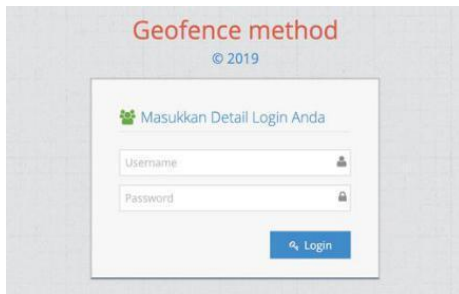 Geofence method
© 2019
Masukkan Detail Login Anda
Username
Password
Login